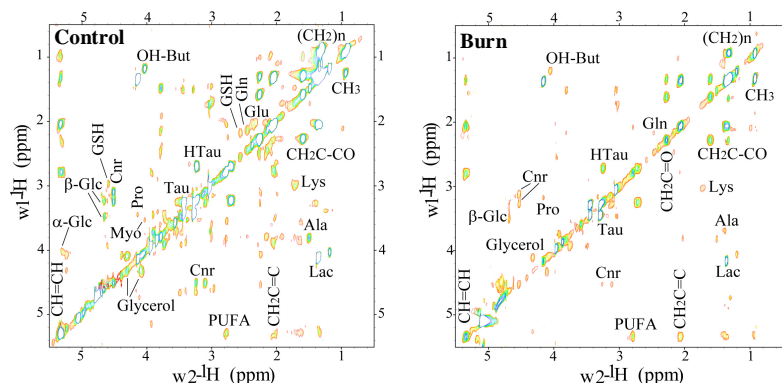 5 4 3 2 1
Control
(CH2)n
OH-But
1
GSH
Gln
Glu
CH3
2
HTau
CH2C-CO
GSH
Cnr
β-Glc
Pro
Tau
Lys
3
α-Glc
Myo
Ala
4
Cnr
Lac
CH=CH
Glycerol
CH2C=C
PUFA
5
5 4 3 2 1
w1-1H (ppm)
w2-1H (ppm)
5 4 3 2 1
Burn
(CH2)n
OH-But
1
CH3
Gln
2
HTau
CH2C=O
CH2C-CO
Cnr
Lys
3
β-Glc
Pro
Tau
Ala
Glycerol
4
Cnr
Lac
CH=CH
CH2C=C
PUFA
5
5 4 3 2 1
w1-1H (ppm)
w2-1H (ppm)